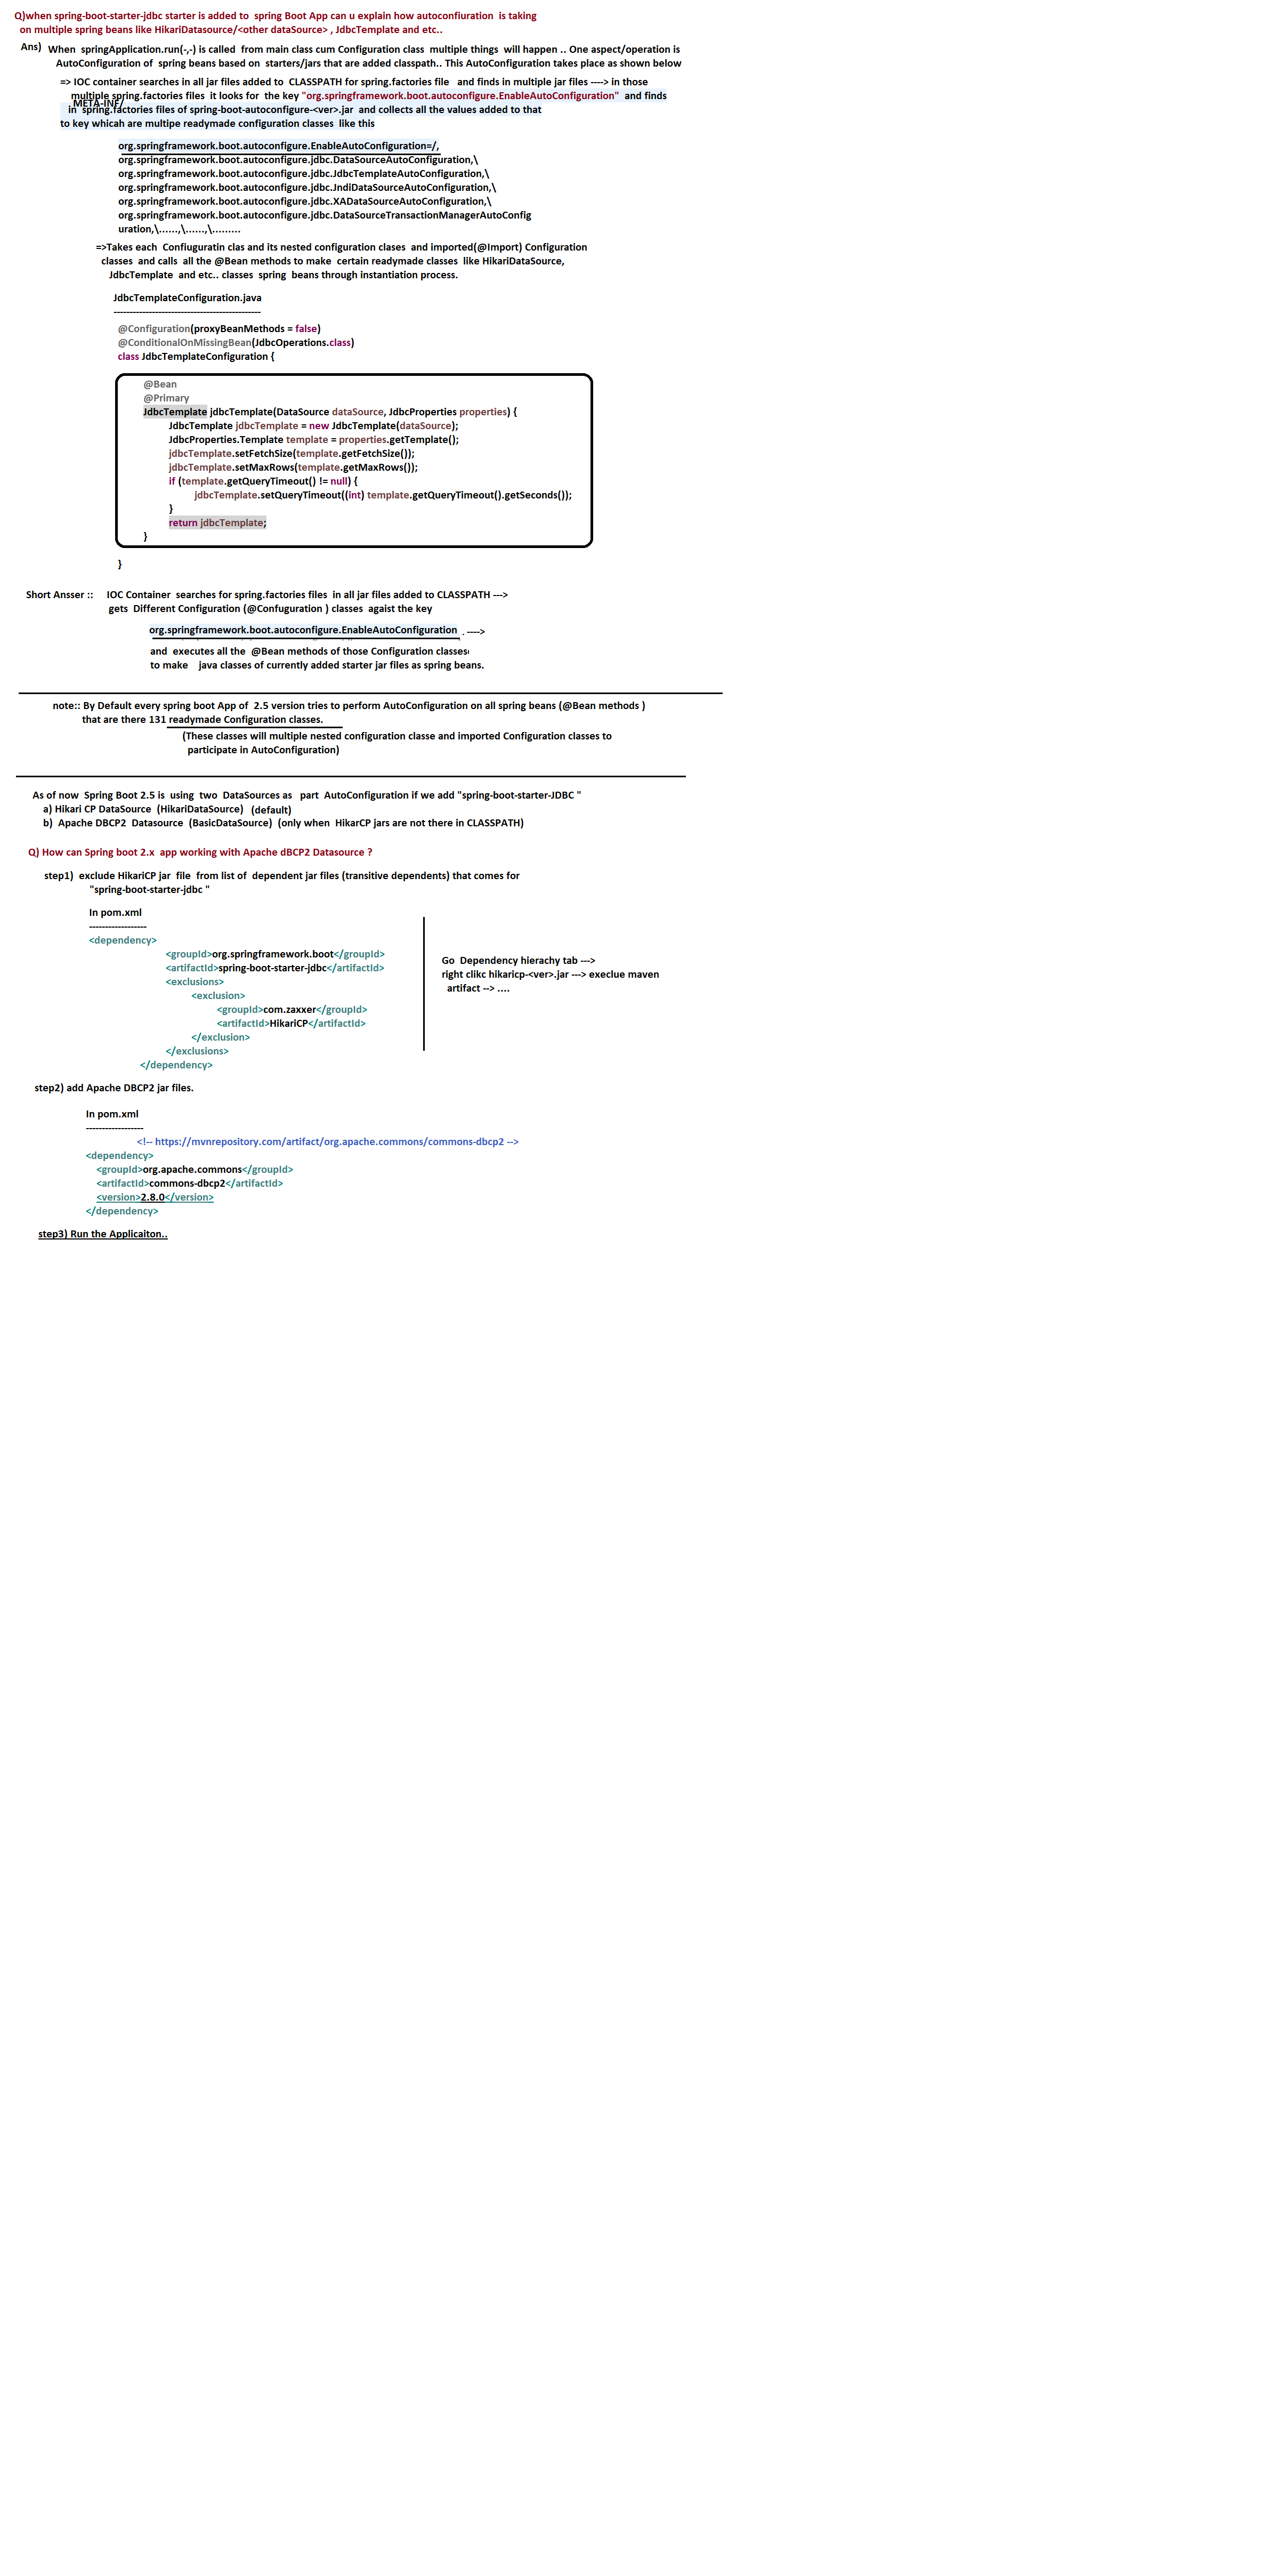 Q)when spring-boot-starter-jdbc starter is added to spring Boot App can u explain how autoconfiuration is taking
on multiple spring beans like HikariDatasource/<other dataSource> , JdbcTemplate and etc..
Ans) When springApplication.run(-,-) is called from main class cum Configuration class multiple things will happen .. One aspect/operation is
AutoConfiguration of spring beans based on starters/jars that are added classpath.. This AutoConfiguration takes place as shown below
=> IOC container searches in all jar files added to CLASSPATH for spring.factories file and finds in multiple jar files ----> in those
multiple spring.factories files it looks for the key "org.springframework.boot.autoconfigure.EnableAutoConfiguration" and finds
META-INF/
in spring.factories files of spring-boot-autoconfigure-<ver>.jar and collects all the values added to that
to key whicah are multipe readymade configuration classes like this
org.springframework.boot.autoconfigure.EnableAutoConfiguration=/,
org.springframework.boot.autoconfigure.jdbc.DataSourceAutoConfiguration,\
org.springframework.boot.autoconfigure.jdbc.JdbcTemplateAutoConfiguration,\
org.springframework.boot.autoconfigure.jdbc.JndiDataSourceAutoConfiguration,\
org.springframework.boot.autoconfigure.jdbc.XADataSourceAutoConfiguration,\
org.springframework.boot.autoconfigure.jdbc.DataSourceTransactionManagerAutoConfig
uration,\......,\......,\.........
=>Takes each Confiuguratin clas and its nested configuration clases and imported(@Import) Configuration
classes and calls all the @Bean methods to make certain readymade classes like HikariDataSource,
JdbcTemplate and etc.. classes spring beans through instantiation process.
JdbcTemplateConfiguration.java
----------------------------------------------
@Configuration(proxyBeanMethods = false)
@ConditionalOnMissingBean(JdbcOperations.class)
class JdbcTemplateConfiguration {
@Bean
@Primary
JdbcTemplate jdbcTemplate(DataSource dataSource, JdbcProperties properties) {
JdbcTemplate jdbcTemplate = new JdbcTemplate(dataSource);
JdbcProperties.Template template = properties.getTemplate();
jdbcTemplate.setFetchSize(template.getFetchSize());
jdbcTemplate.setMaxRows(template.getMaxRows());
if (template.getQueryTimeout() != null) {
jdbcTemplate.setQueryTimeout((int) template.getQueryTimeout().getSeconds());
}
return jdbcTemplate;
}
}
Short Ansser :: IOC Container searches for spring.factories files in all jar files added to CLASSPATH --->
gets Different Configuration (@Confuguration ) classes agaist the key
org.springframework.boot.autoconfigure.EnableAutoConfiguration . ---->
and executes all the @Bean methods of those Configuration classes
to make java classes of currently added starter jar files as spring beans.
note:: By Default every spring boot App of 2.5 version tries to perform AutoConfiguration on all spring beans (@Bean methods )
that are there 131 readymade Configuration classes.
(These classes will multiple nested configuration classe and imported Configuration classes to
participate in AutoConfiguration)
As of now Spring Boot 2.5 is using two DataSources as part AutoConfiguration if we add "spring-boot-starter-JDBC "
a) Hikari CP DataSource (HikariDataSource) (default)
b) Apache DBCP2 Datasource (BasicDataSource) (only when HikarCP jars are not there in CLASSPATH)
Q) How can Spring boot 2.x app working with Apache dBCP2 Datasource ?
step1) exclude HikariCP jar file from list of dependent jar files (transitive dependents) that comes for
"spring-boot-starter-jdbc "
In pom.xml
------------------
<dependency>
<groupId>org.springframework.boot</groupId>
<artifactId>spring-boot-starter-jdbc</artifactId>
<exclusions>
<exclusion>
<groupId>com.zaxxer</groupId>
<artifactId>HikariCP</artifactId>
</exclusion>
</exclusions>
</dependency>
Go Dependency hierachy tab --->
right clikc hikaricp-<ver>.jar ---> execlue maven
artifact --> ....
step2) add Apache DBCP2 jar files.
In pom.xml
------------------
<!-- https://mvnrepository.com/artifact/org.apache.commons/commons-dbcp2 -->
<dependency>
<groupId>org.apache.commons</groupId>
<artifactId>commons-dbcp2</artifactId>
<version>2.8.0</version>
</dependency>
step3) Run the Applicaiton..